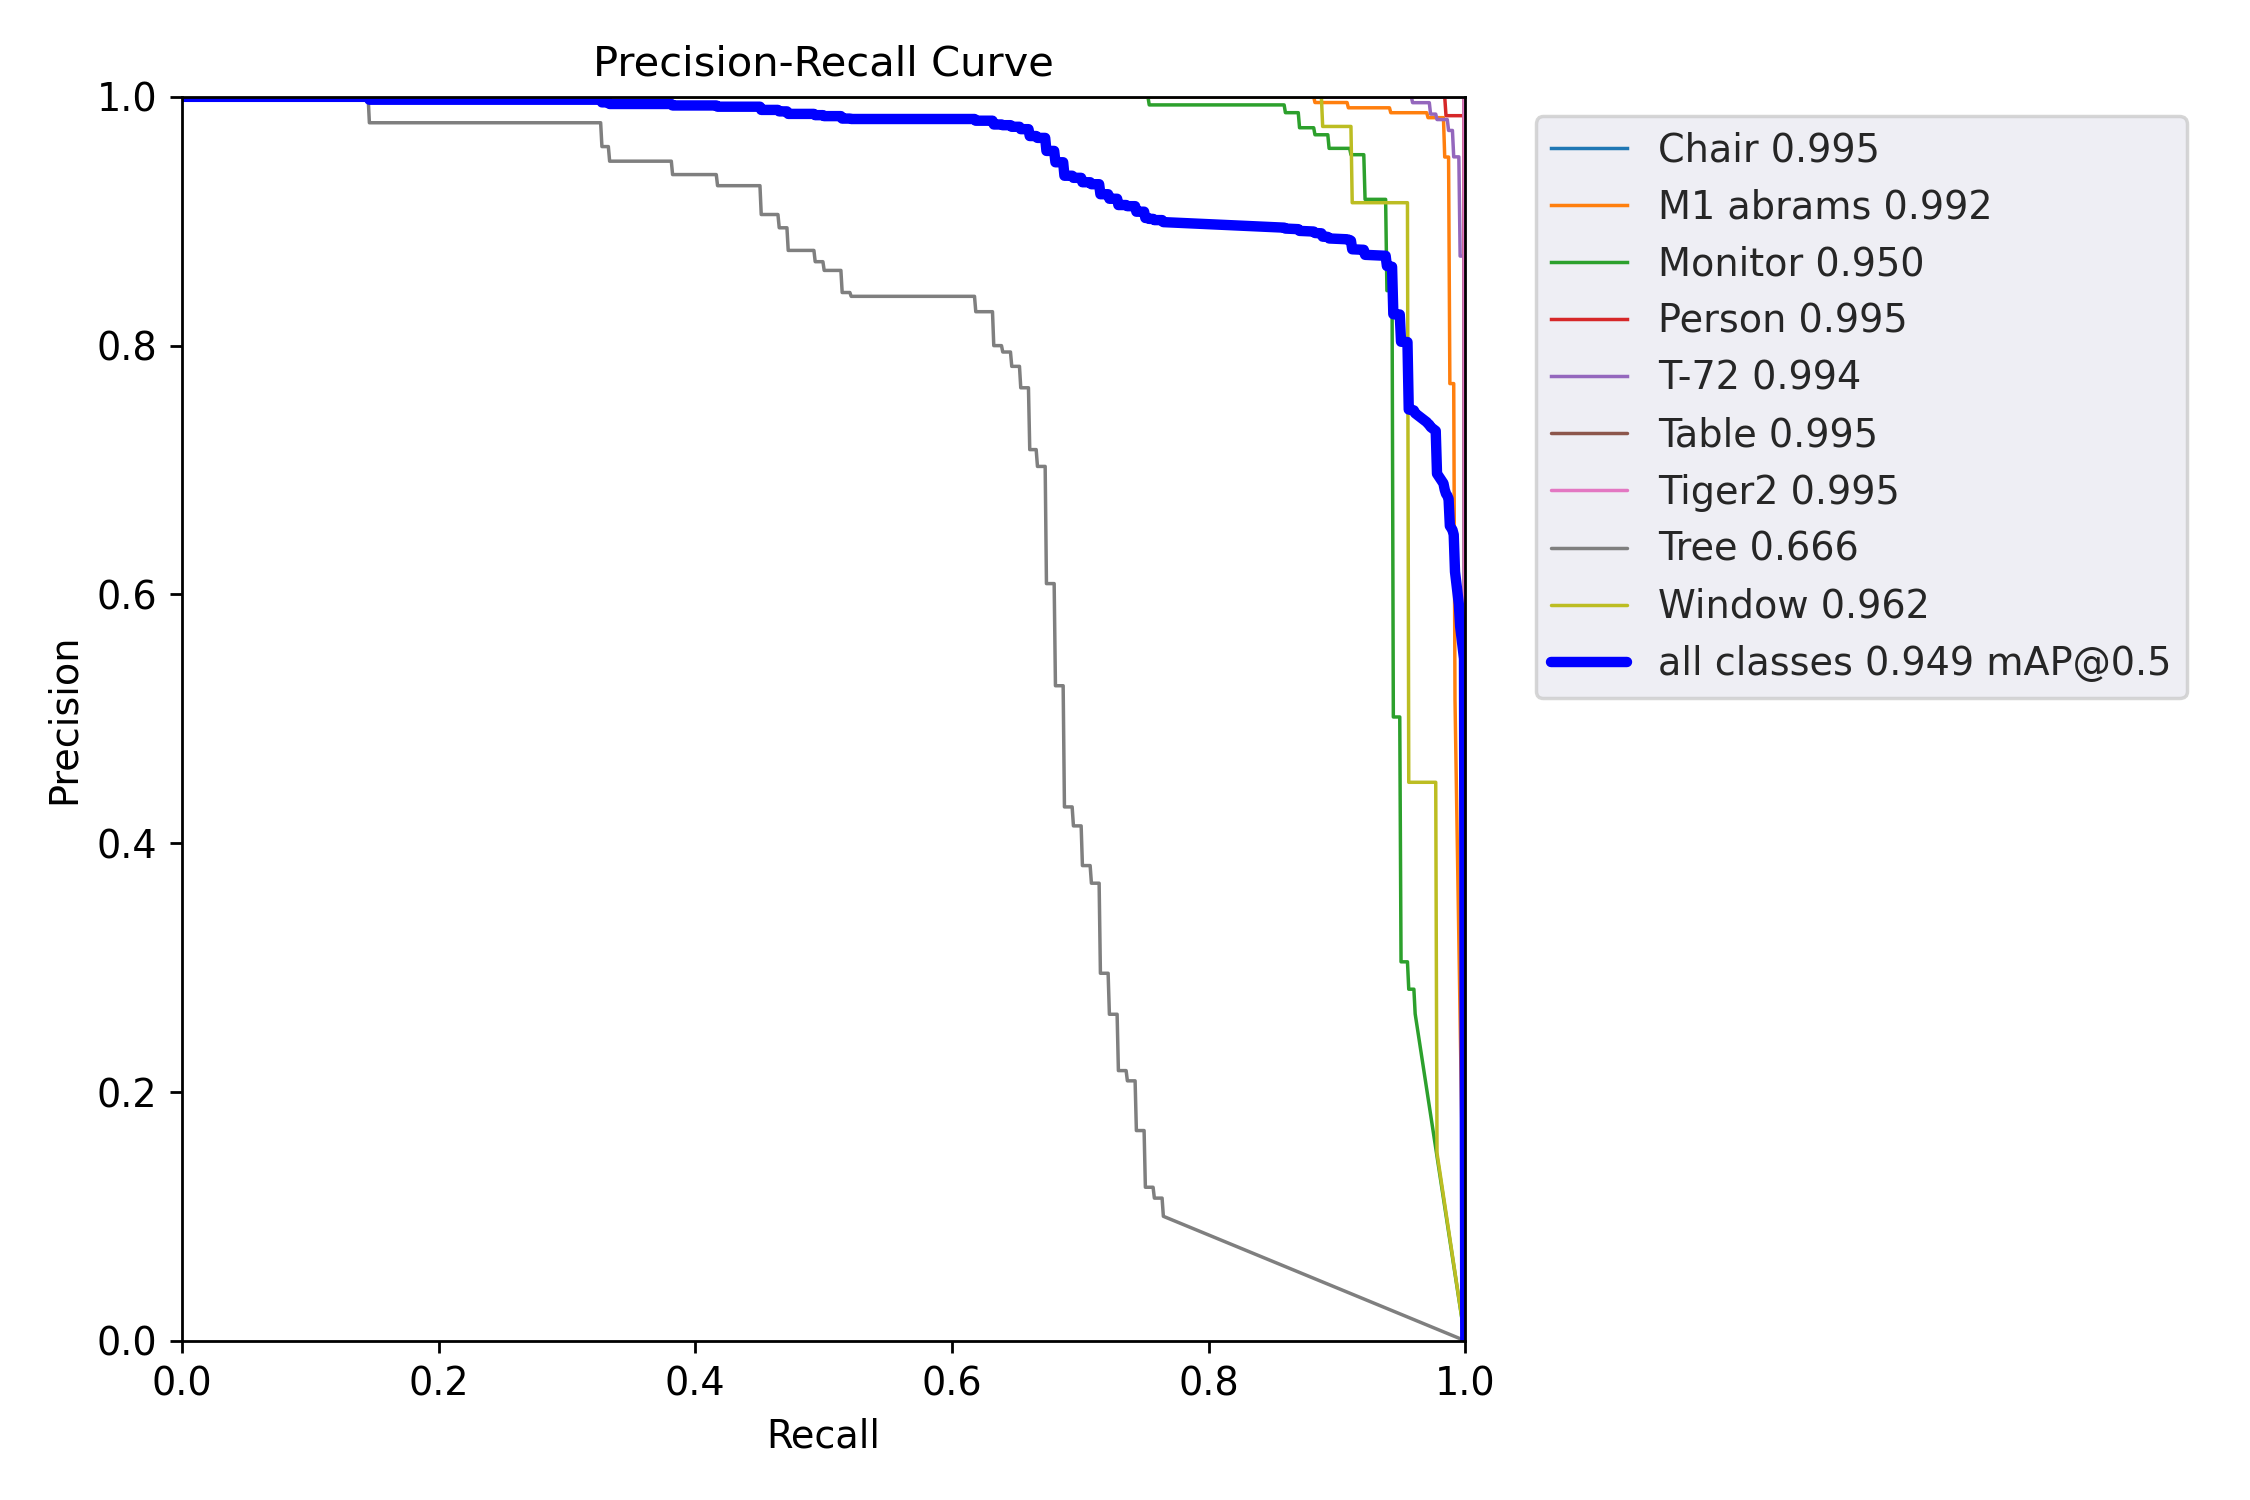 Precision-Recall Curve
1.0
0.8
0.6
0.4
0.2
0.0
Precision
0.0 0.2 0.4 0.6 0.8 1.0
Recall
Chair 0.995
M1 abrams 0.992
Monitor 0.950
Person 0.995
T-72 0.994
Table 0.995
Tiger2 0.995
Tree 0.666
Window 0.962
all classes 0.949 mAP@0.5